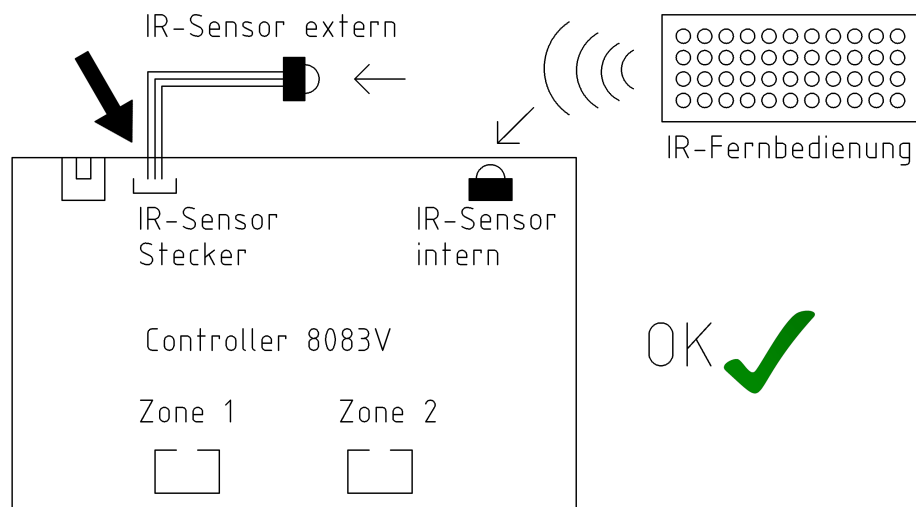 IR-Sensor extern
IR-Fernbedienung
IR-Sensor
Stecker
IR-Sensor
intern
Controller 8083V
OK
Zone 1
Zone 2